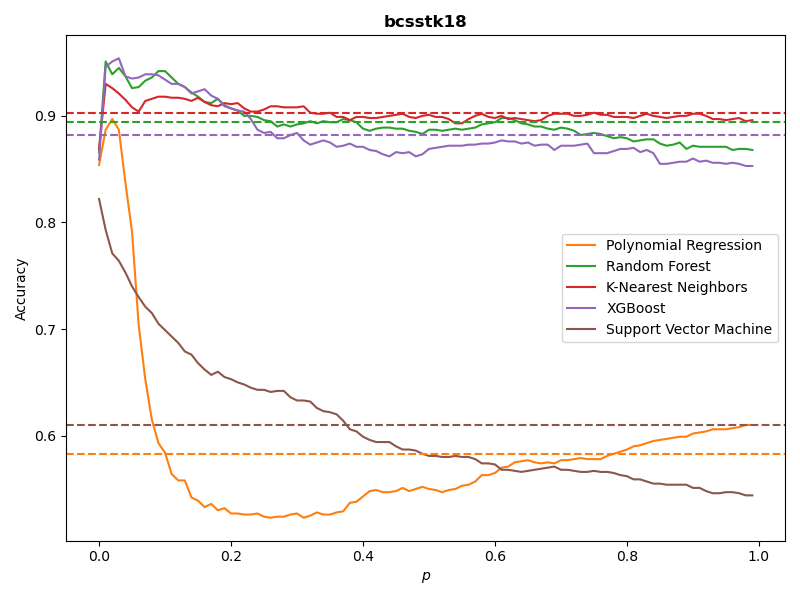 bcsstk18
Accuracy
0.9
0.8
0.7
0.6
Polynomial Regression
Random Forest
K-Nearest Neighbors
XGBoost
Support Vector Machine
0.0 0.2 0.4 0.6 0.8 1.0
p